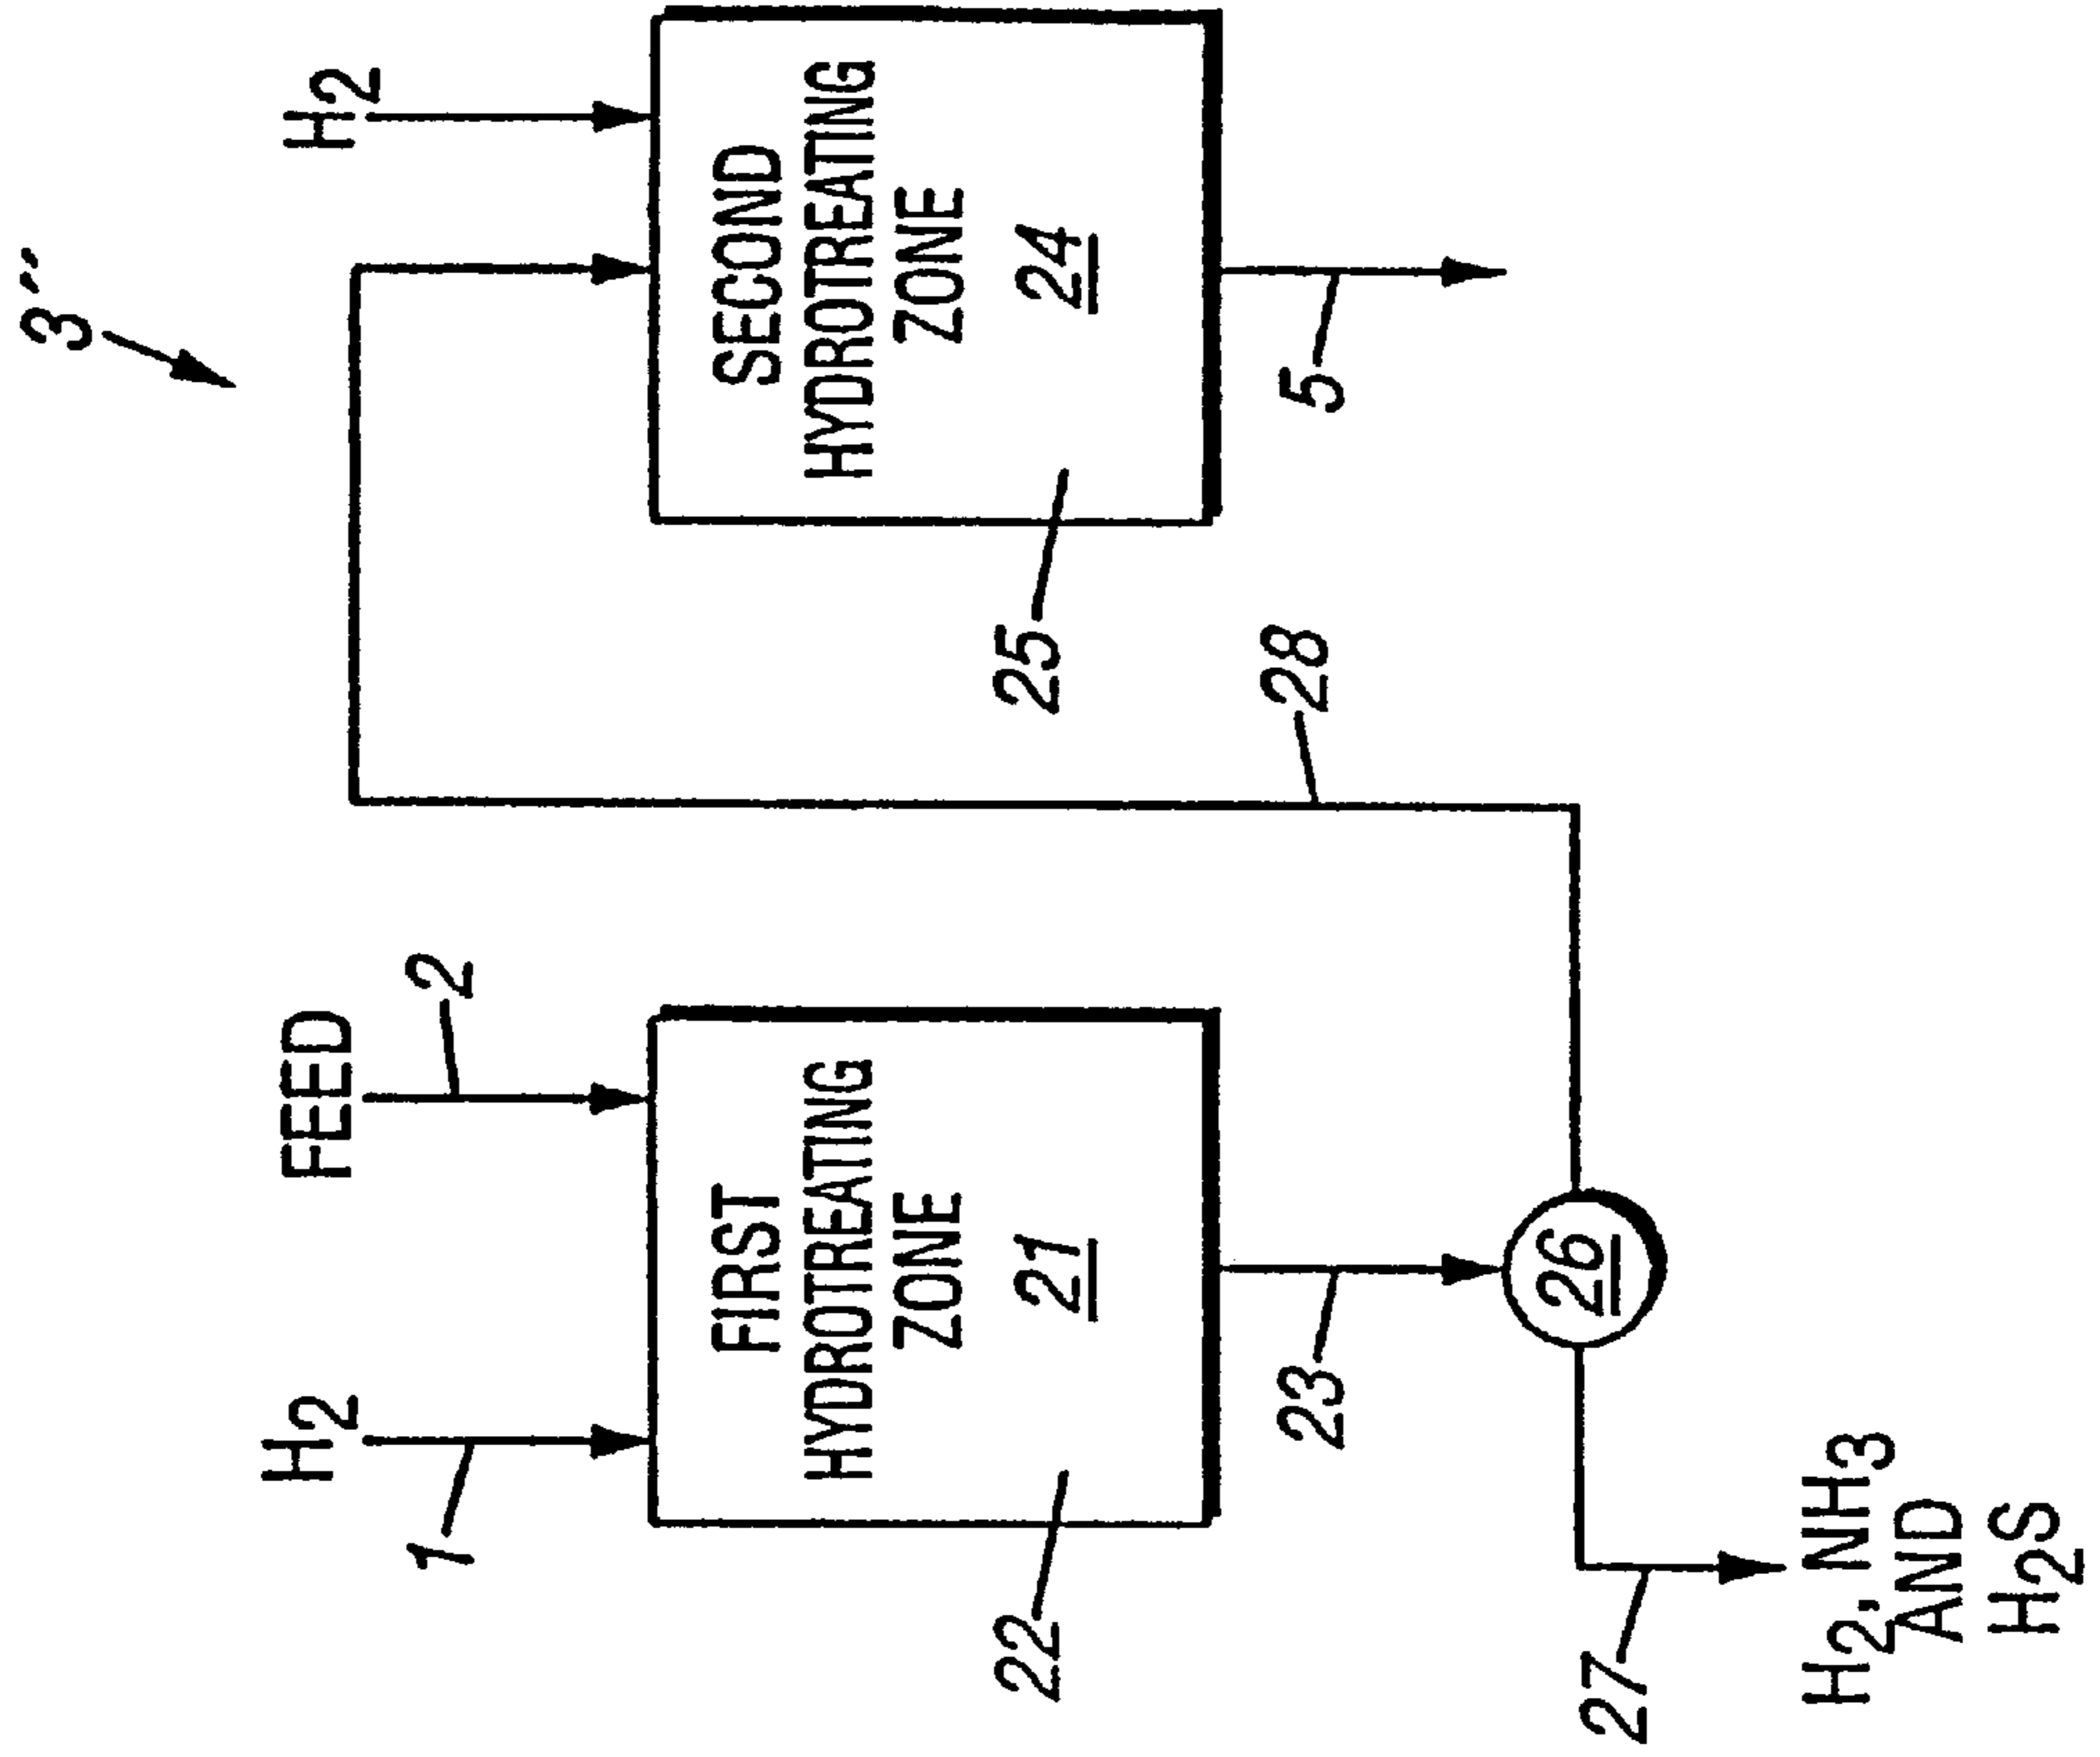 3″
H2
1
FEED
2
FIRST
HYDROTREATING
ZONE
21
22
23
26
27
H2, NH3
AND
H2S
28
H2
SECOND
HYDROTREATING
ZONE
24
25
5